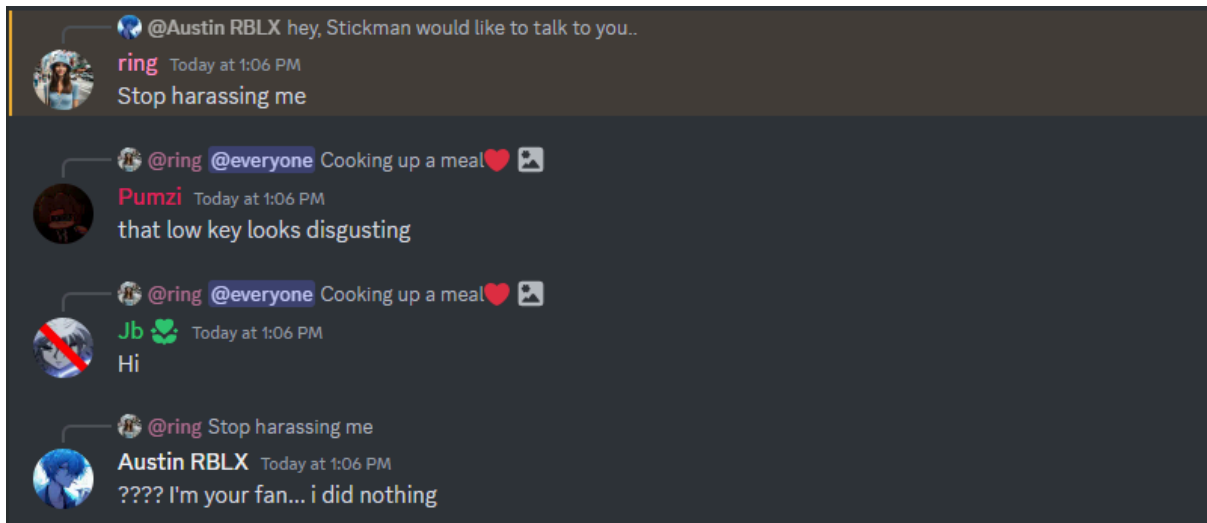 @Austin RBLX hey, Stickman would like to talk to you..
ring Today at 1:06 PM
Stop harassing me
@ring @everyone Cooking up a meal❤️
Pumzi Today at 1:06 PM
that low key looks disgusting
@ring @everyone Cooking up a meal❤️
Jb Today at 1:06 PM
Hi
@ring Stop harassing me
Austin RBLX Today at 1:06 PM
???? I'm your fan... i did nothing